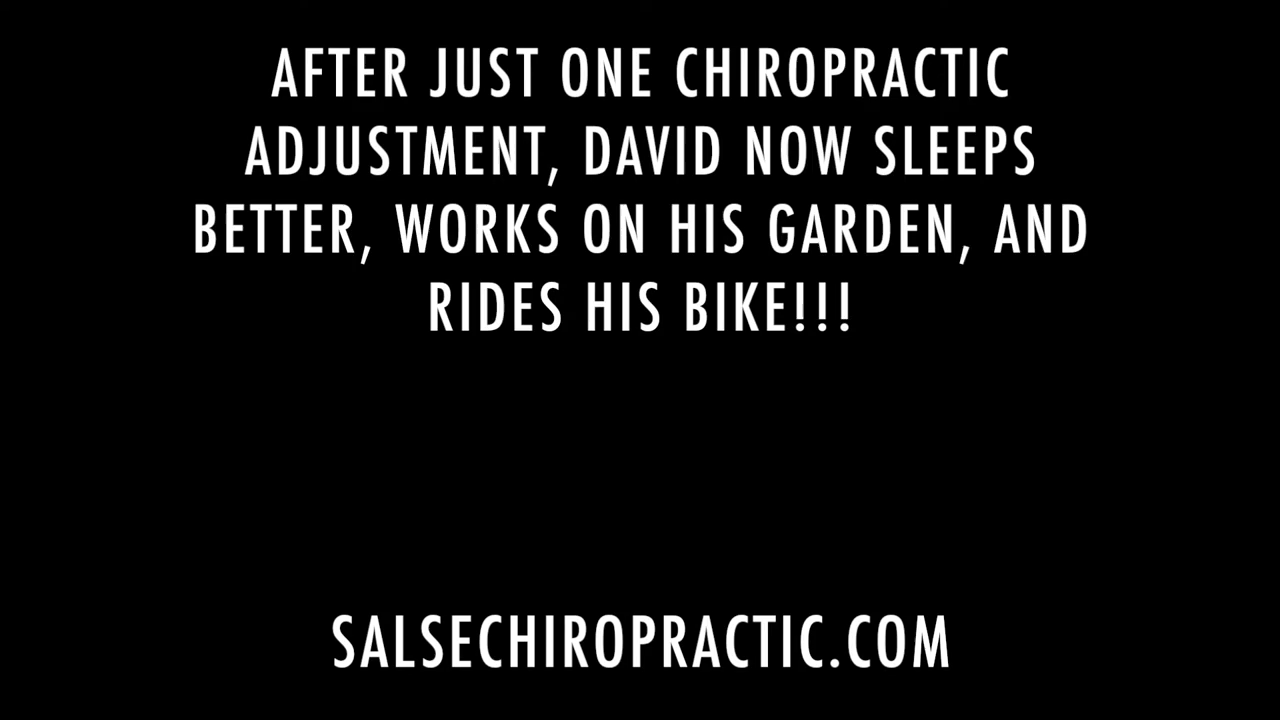 AFTER JUST ONE CHIROPRACTIC
ADJUSTMENT, DAVID NOW SLEEPS
BETTER, WORKS ON HIS GARDEN, AND
RIDES HIS BIKE!!!
SALSECHIROPRACTIC.COM